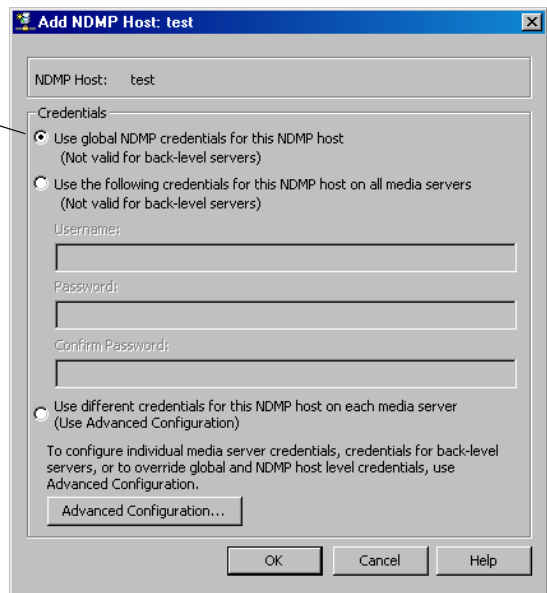 Add NDMP Host: test
NDMP Host: test
Credentials
Use global NDMP credentials for this NDMP host
(Not valid for back-level servers)
Use the following credentials for this NDMP host on all media servers
(Not valid for back-level servers)
Username:
Password:
Confirm Password:
Use different credentials for this NDMP host on each media server
(Use Advanced Configuration)
To configure individual media server credentials, credentials for back-level
servers, or to override global and NDMP host level credentials, use
Advanced Configuration.
Advanced Configuration...
OK Cancel Help